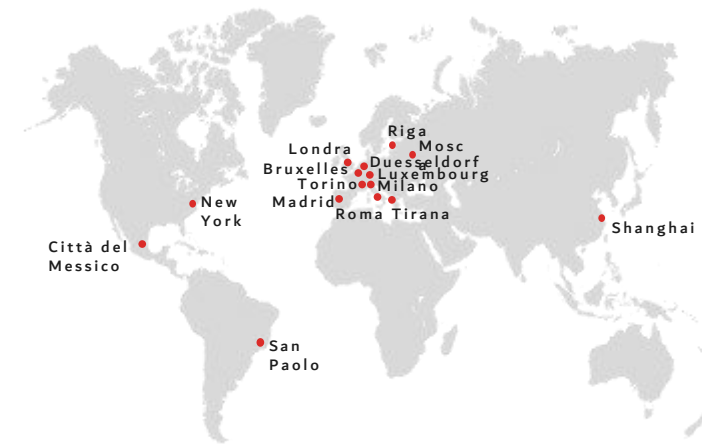 Riga
Mosc
a
Londra
Duesseldorf
Bruxelles
Luxembourg
Torino
Milano
Madrid
Roma Tirana
New
York
Shanghai
Città del
Messico
San
Paolo